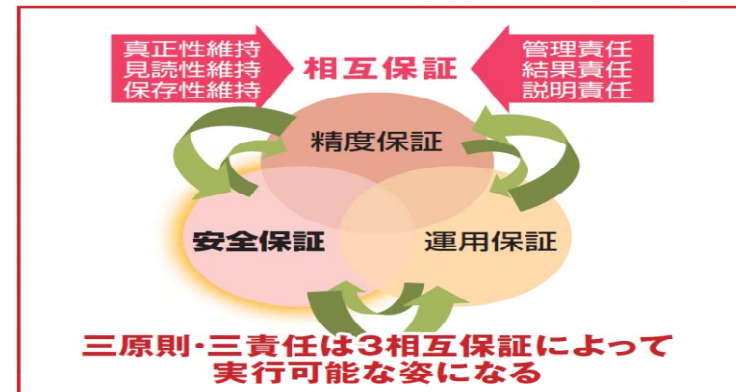 真正性維持
見読性維持
保存性維持
相互保証
管理責任
結果責任
説明責任
精度保証
安全保証
運用保証
三原則・三責任は3相互保証によって
実行可能な姿になる